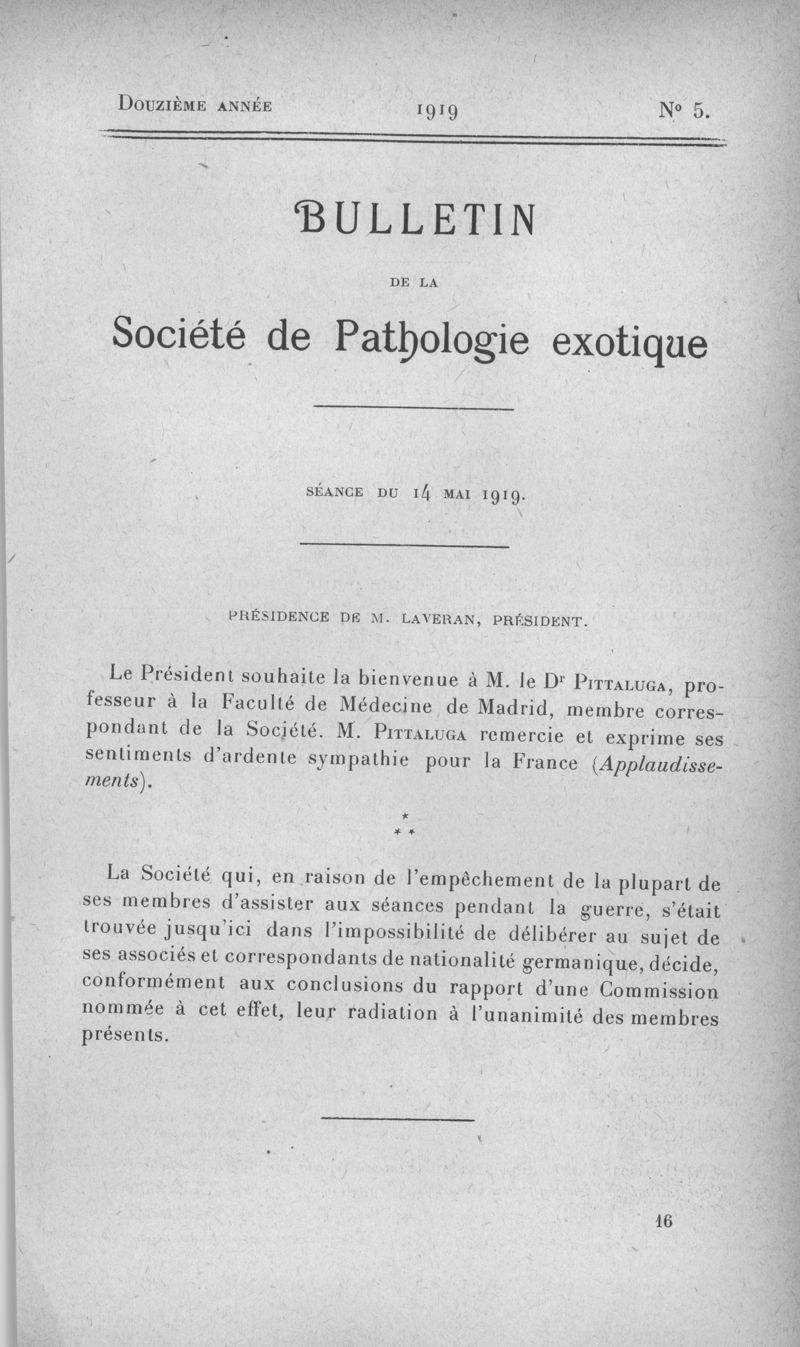 DOUZIÈME ANNÉE 1919 N° 5.
BULLETIN
DE LA
Société de Pathologie exotique
SÉANCE DU 14 MAI 1919.
PRÉSIDENCE DE M. LAVERAN, PRÉSIDENT.
Le Président souhaite la bienvenue à M. le Dr PITTALUGA, pro-
fesseur à la Faculté de Médecine de Madrid, membre corres-
pondant de la Société. M. PITTALUGA remercie et exprime ses
sentiments d'ardente sympathie pour la France (Applaudisse-
ments).
*
* *
La Société qui, en raison de l'empêchement de la plupart de
ses membres d'assister aux séances pendant la guerre, s'était
trouvée jusqu'ici dans l'impossibilité de délibérer au sujet de
ses associés et correspondants de nationalité germanique, décide,
conformément aux conclusions du rapport d'une Commission
nommée à cet effet, leur radiation à l'unanimité des membres
présents.
16